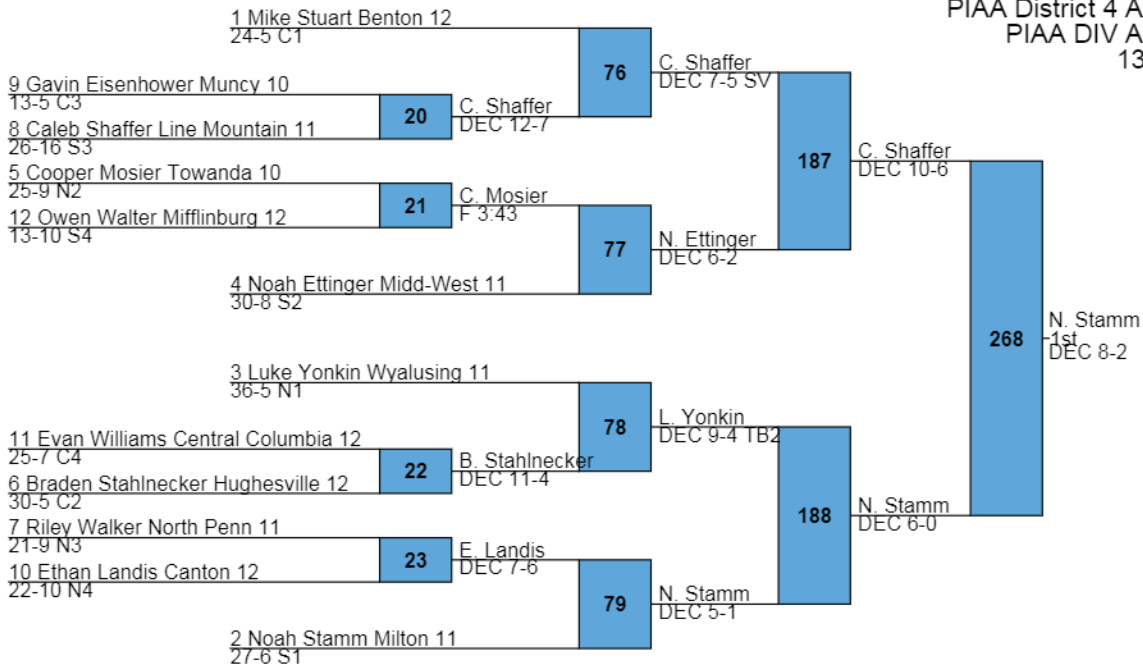 PIAA District 4 A
PIAA DIV A
13
1 Mike Stuart Benton 12
24-5 C1
9 Gavin Eisenhower Muncy 10
13-5 C3
8 Caleb Shaffer Line Mountain 11
26-16 S3
5 Cooper Mosier Towanda 10
25-9 N2
12 Owen Walter Mifflinburg 12
13-10 S4
4 Noah Ettinger Midd-West 11
30-8 S2
3 Luke Yonkin Wyalusing 11
36-5 N1
11 Evan Williams Central Columbia 12
25-7 C4
6 Braden Stahlnecker Hughesville 12
30-5 C2
7 Riley Walker North Penn 11
21-9 N3
10 Ethan Landis Canton 12
22-10 N4
2 Noah Stamm Milton 11
27-6 S1
20
C. Shaffer
DEC 12-7
21
C. Mosier
F 3:43
22
B. Stahlnecker
DEC 11-4
23
E. Landis
DEC 7-6
76
C. Shaffer
DEC 7-5 SV
77
N. Ettinger
DEC 6-2
78
L. Yonkin
DEC 9-4 TB2
79
N. Stamm
DEC 5-1
187
C. Shaffer
DEC 10-6
188
N. Stamm
DEC 6-0
268
N. Stamm
1st
DEC 8-2